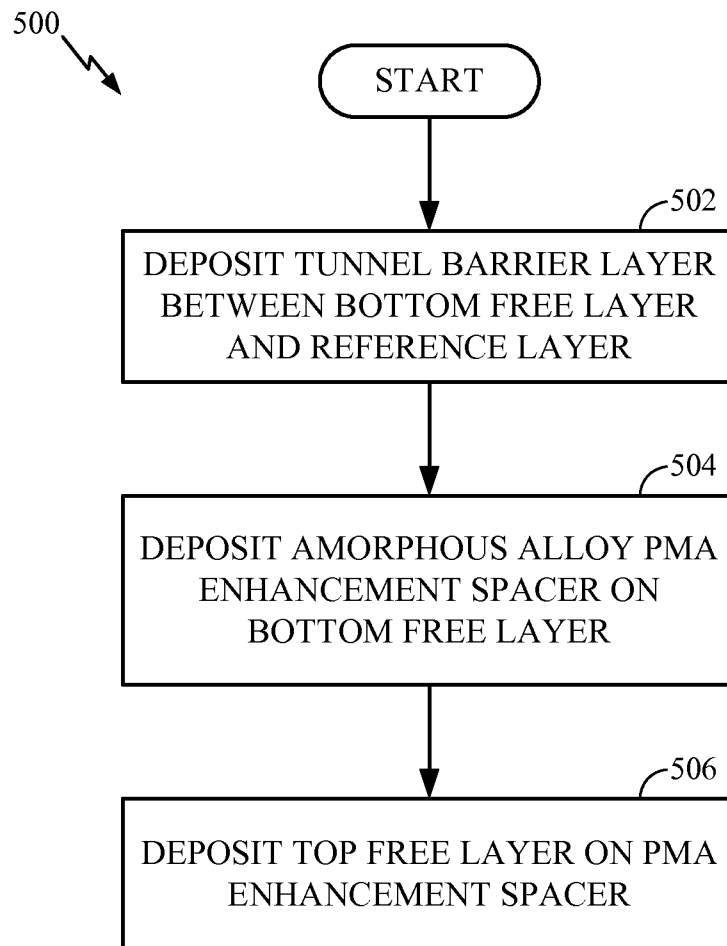 500
START
502
DEPOSIT TUNNEL BARRIER LAYER
BETWEEN BOTTOM FREE LAYER
AND REFERENCE LAYER
504
DEPOSIT AMORPHOUS ALLOY PMA
ENHANCEMENT SPACER ON
BOTTOM FREE LAYER
506
DEPOSIT TOP FREE LAYER ON PMA
ENHANCEMENT SPACER